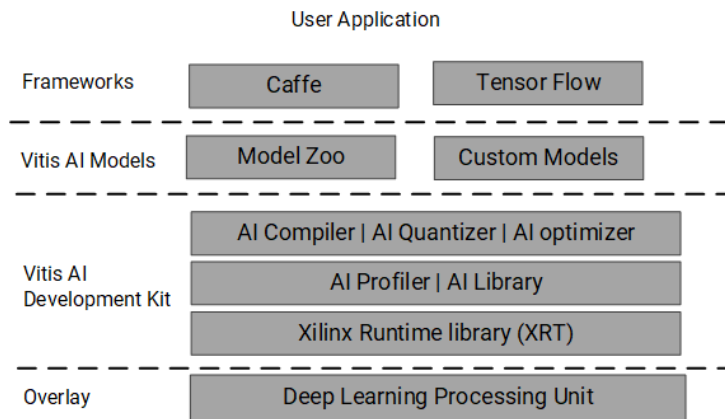 User Application
Frameworks
Caffe
Tensor Flow
Vitis AI Models
Model Zoo
Custom Models
Vitis AI
Development Kit
AI Compiler | AI Quantizer | AI optimizer
AI Profiler | AI Library
Xilinx Runtime library (XRT)
Overlay
Deep Learning Processing Unit